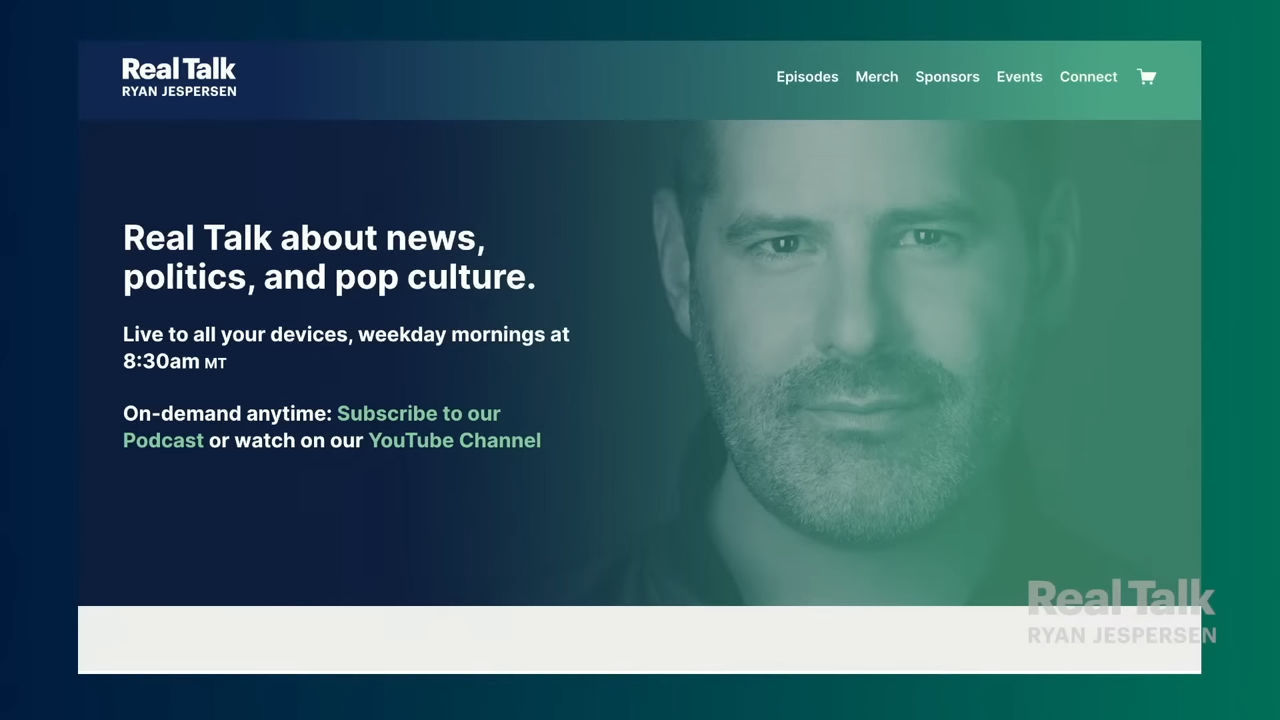 Real Talk
RYAN JESPERSEN
Episodes Merch Sponsors Events Connect
Real Talk about news,
politics, and pop culture.
Live to all your devices, weekday mornings at
8:30am MT
On-demand anytime: Subscribe to our
Podcast or watch on our YouTube Channel
Real Talk
RYAN JESPERSEN